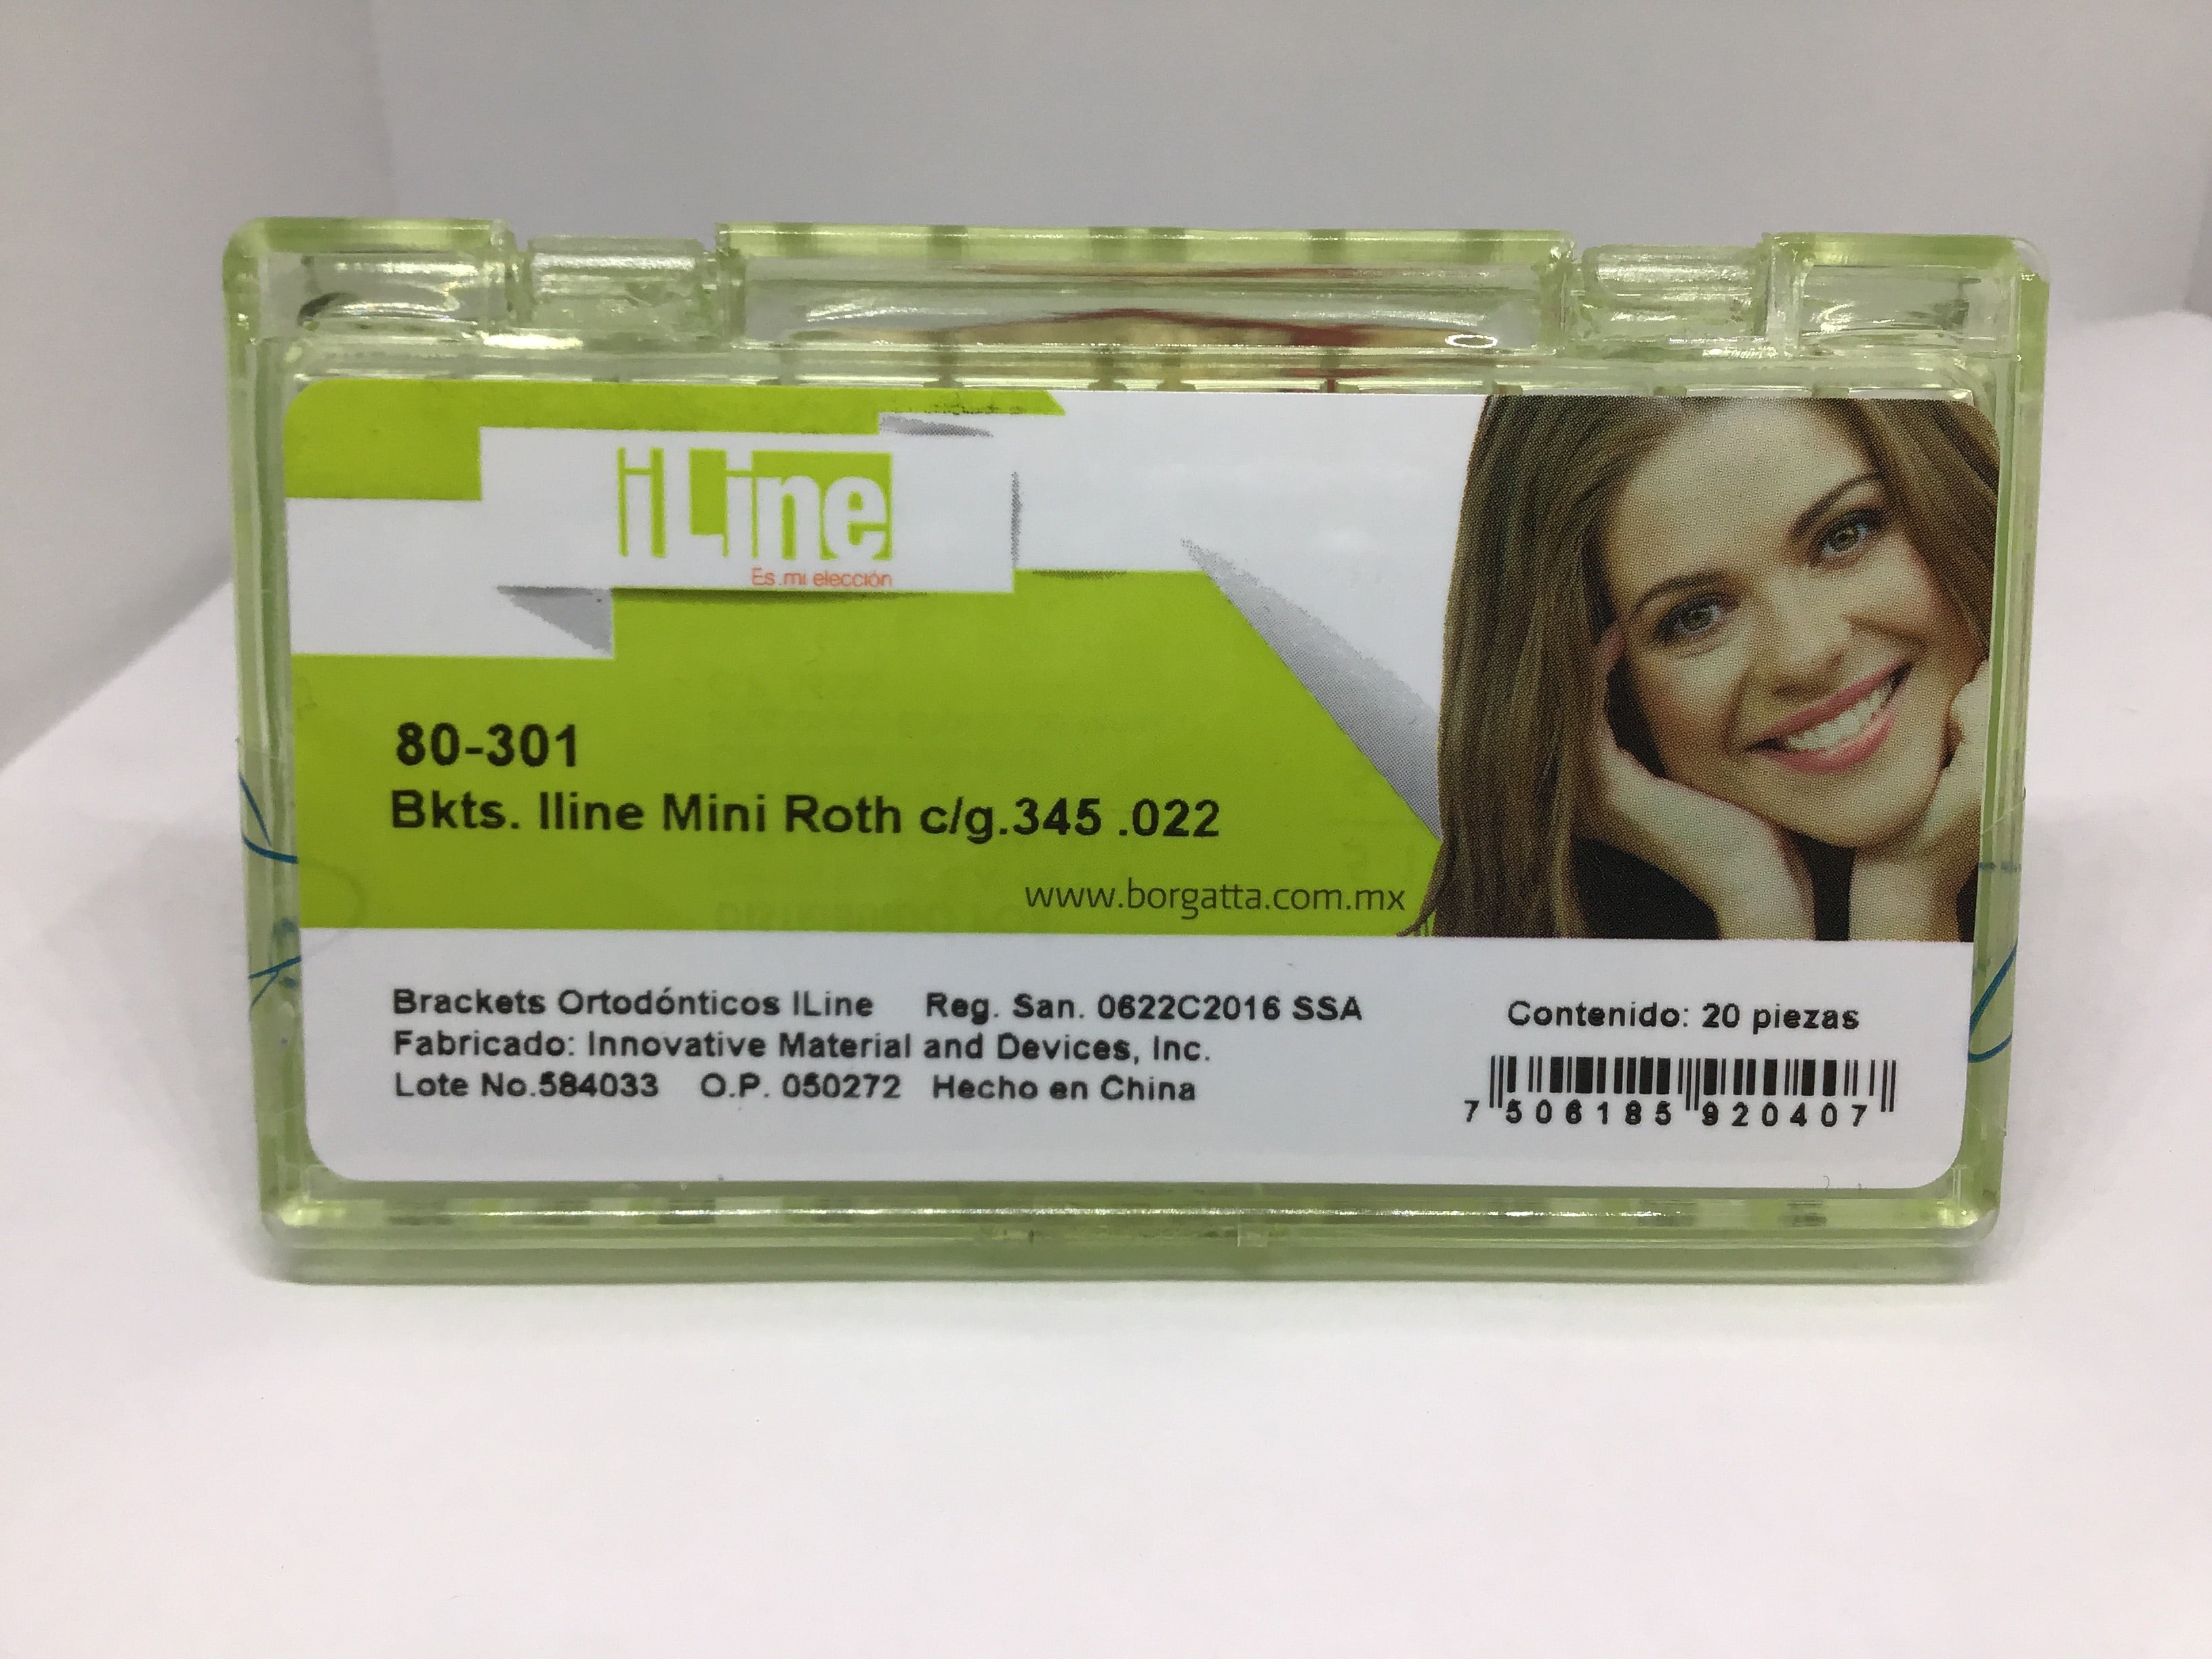 iLine
Es mi elección
80-301
Bkts. Iline Mini Roth c/g.345 .022
www.borgatta.com.mx
Brackets Ortodónticos ILine Reg. San. 0622C2016 SSA
Fabricado: Innovative Material and Devices, Inc.
Lote No.584033 O.P. 050272 Hecho en China
Contenido: 20 piezas
7 506185 920407